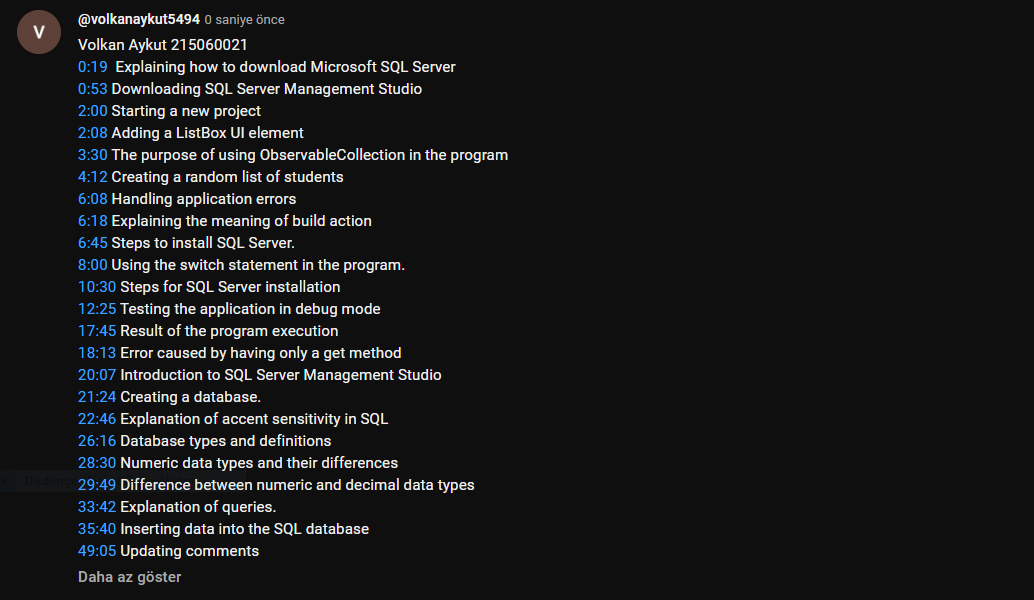 V
@volkanaykut5494 0 saniye önce
Volkan Aykut 215060021
0:19 Explaining how to download Microsoft SQL Server
0:53 Downloading SQL Server Management Studio
2:00 Starting a new project
2:08 Adding a ListBox UI element
3:30 The purpose of using ObservableCollection in the program
4:12 Creating a random list of students
6:08 Handling application errors
6:18 Explaining the meaning of build action
6:45 Steps to install SQL Server.
8:00 Using the switch statement in the program.
10:30 Steps for SQL Server installation
12:25 Testing the application in debug mode
17:45 Result of the program execution
18:13 Error caused by having only a get method
20:07 Introduction to SQL Server Management Studio
21:24 Creating a database.
22:46 Explanation of accent sensitivity in SQL
26:16 Database types and definitions
28:30 Numeric data types and their differences
29:49 Difference between numeric and decimal data types
33:42 Explanation of queries.
35:40 Inserting data into the SQL database
49:05 Updating comments
Daha az göster